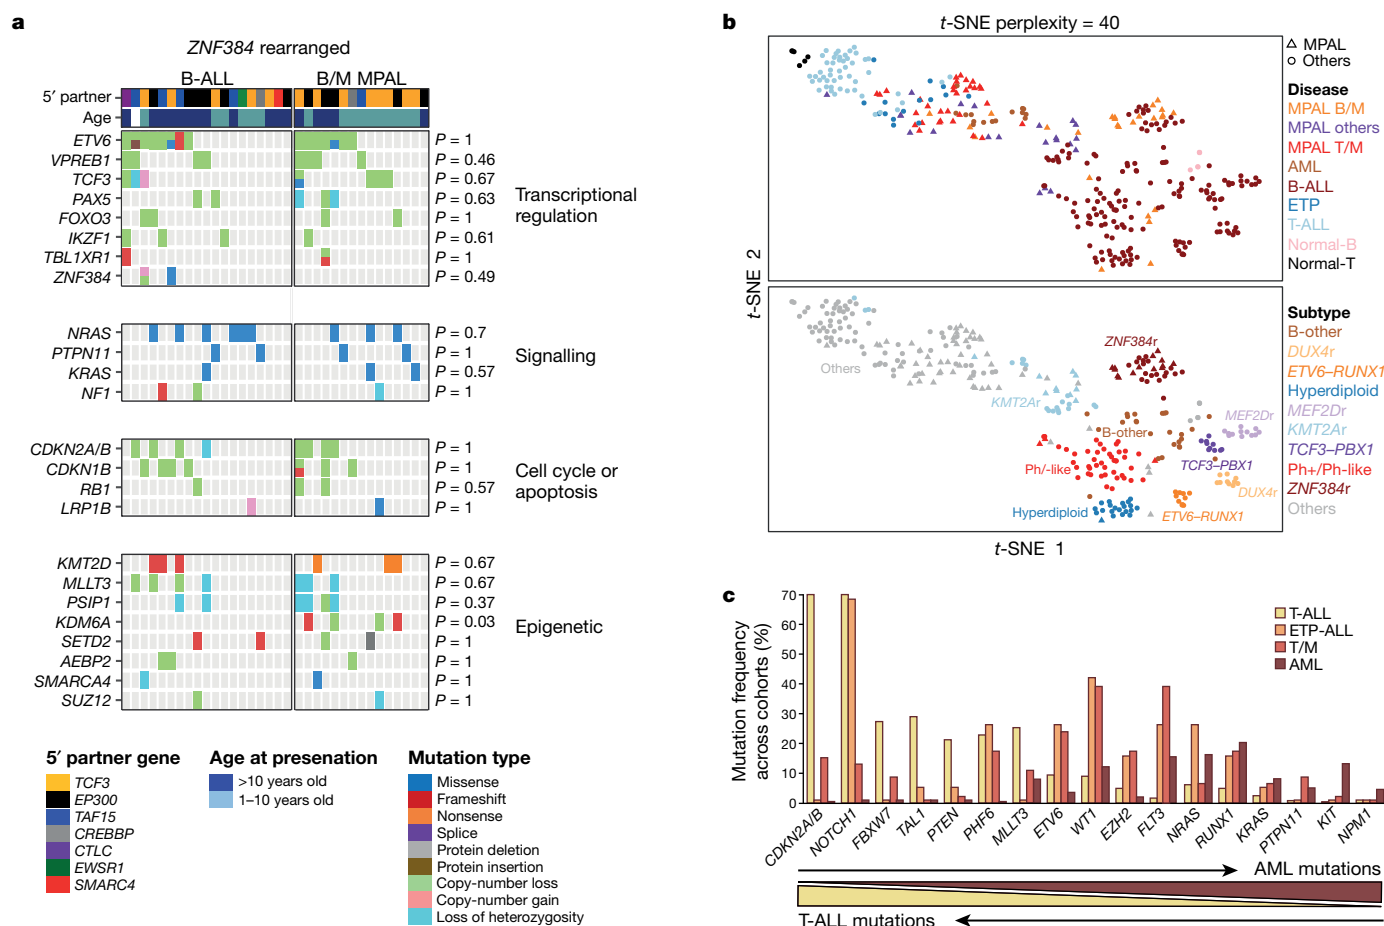 a
ZNF384 rearranged
B-ALL B/M MPAL
5′ partner
Age
ETV6 P = 1
VPREB1 P = 0.46
TCF3 P = 0.67
PAX5 P = 0.63
FOXO3 P = 1
IKZF1 P = 0.61
TBL1XR1 P = 1
ZNF384 P = 0.49
Transcriptional
regulation
NRAS P = 0.7
PTPN11 P = 1
KRAS P = 0.57
NF1 P = 1
Signalling
CDKN2A/B P = 1
CDKN1B P = 1
RB1 P = 0.57
LRP1B P = 1
Cell cycle or
apoptosis
KMT2D P = 0.67
MLLT3 P = 0.67
PSIP1 P = 0.37
KDM6A P = 0.03
SETD2 P = 1
AEBP2 P = 1
SMARCA4 P = 1
SUZ12 P = 1
Epigenetic
5′ partner gene
TCF3
EP300
TAF15
CREBBP
CTLC
EWSR1
SMARC4
Age at presenation
>10 years old
1–10 years old
Mutation type
Missense
Frameshift
Nonsense
Splice
Protein deletion
Protein insertion
Copy-number loss
Copy-number gain
Loss of heterozygosity
b
t-SNE perplexity = 40
MPAL
Others
Disease
MPAL B/M
MPAL others
MPAL T/M
AML
B-ALL
ETP
T-ALL
Normal-B
Normal-T
t-SNE 2
Others
ZNF384r
KMT2Ar
B-other
MEF2Dr
TCF3–PBX1
Ph/-like
DUX4r
Hyperdiploid
ETV6–RUNX1
t-SNE 1
Subtype
B-other
DUX4r
ETV6–RUNX1
Hyperdiploid
MEF2Dr
KMT2Ar
TCF3–PBX1
Ph+/Ph-like
ZNF384r
Others
c
Mutation frequency
across cohorts (%)
70
60
50
40
30
20
10
0
T-ALL
ETP-ALL
T/M
AML
CDKN2A/B
NOTCH1
FBXW7
TAL1
PTEN
PHF6
MLLT3
ETV6
WT1
EZH2
FLT3
NRAS
RUNX1
KRAS
PTPN11
KIT
NPM1
AML mutations
T-ALL mutations